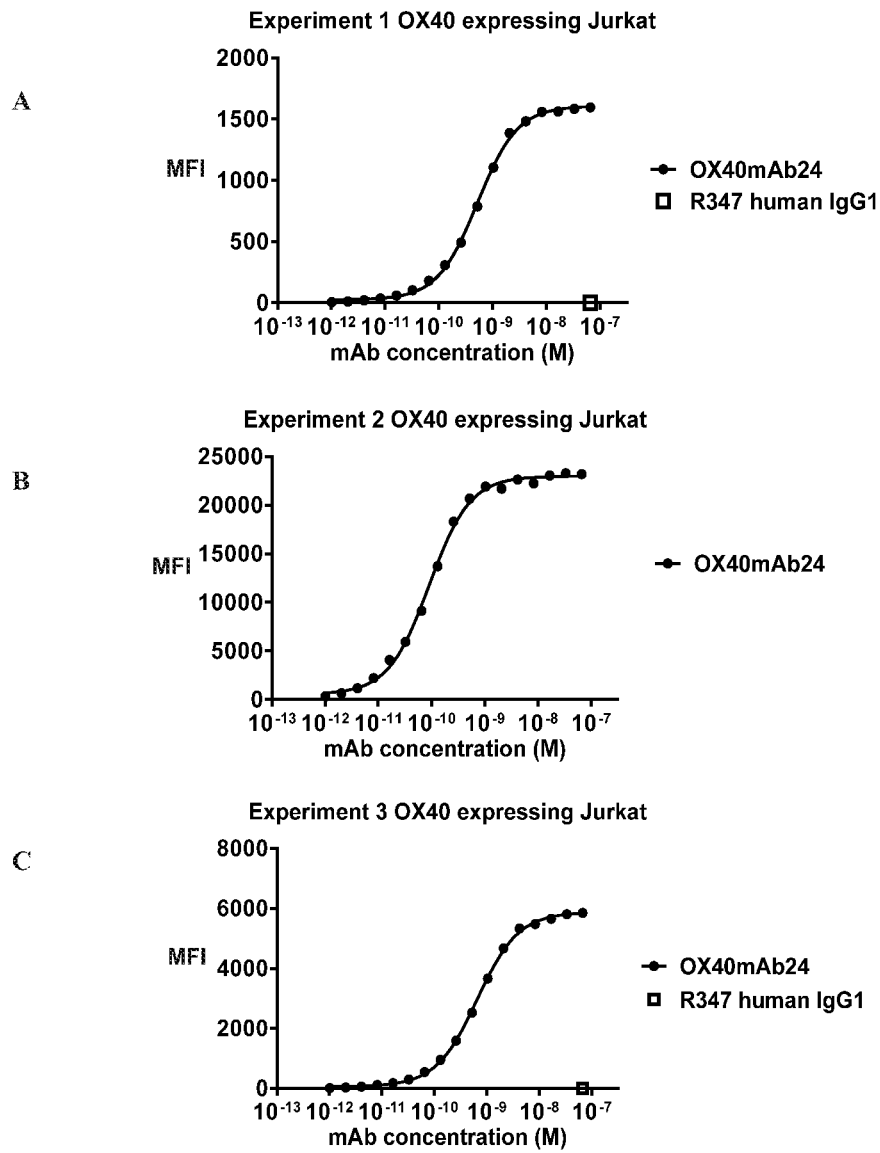 Experiment 1 OX40 expressing Jurkat
A
2000
1500
MFI
1000
500
0
10-13 10-12 10-11 10-10 10-9 10-8 10-7
mAb concentration (M)
OX40mAb24
R347 human IgG1
Experiment 2 OX40 expressing Jurkat
B
25000
20000
15000
MFI
10000
5000
0
10-13 10-12 10-11 10-10 10-9 10-8 10-7
mAb concentration (M)
OX40mAb24
Experiment 3 OX40 expressing Jurkat
C
8000
6000
MFI
4000
2000
0
10-13 10-12 10-11 10-10 10-9 10-8 10-7
mAb concentration (M)
OX40mAb24
R347 human IgG1